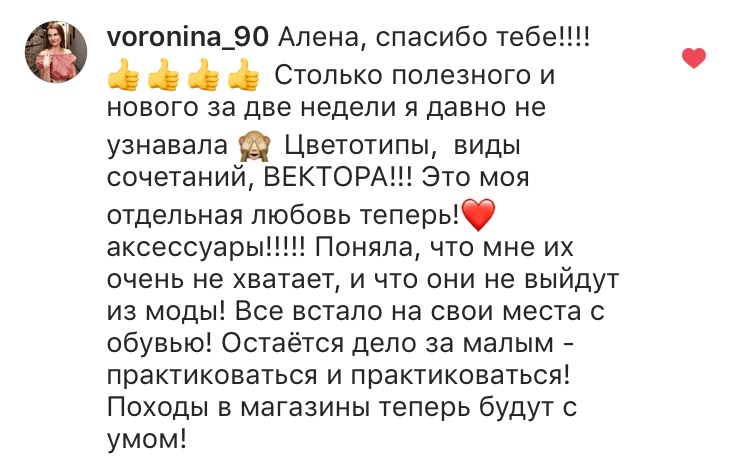 voronina_90 Алена, спасибо тебе!!!!
👍👍👍👍 Столько полезного и
нового за две недели я давно не
узнавала 🙈 Цветотипы,  виды
сочетаний, ВЕКТОРА!!! Это моя
отдельная любовь теперь!❤️
аксессуары!!!!! Поняла, что мне их
очень не хватает, и что они не выйдут
из моды! Все встало на свои места с
обувью! Остаётся дело за малым -
практиковаться и практиковаться!
Походы в магазины теперь будут с
умом!